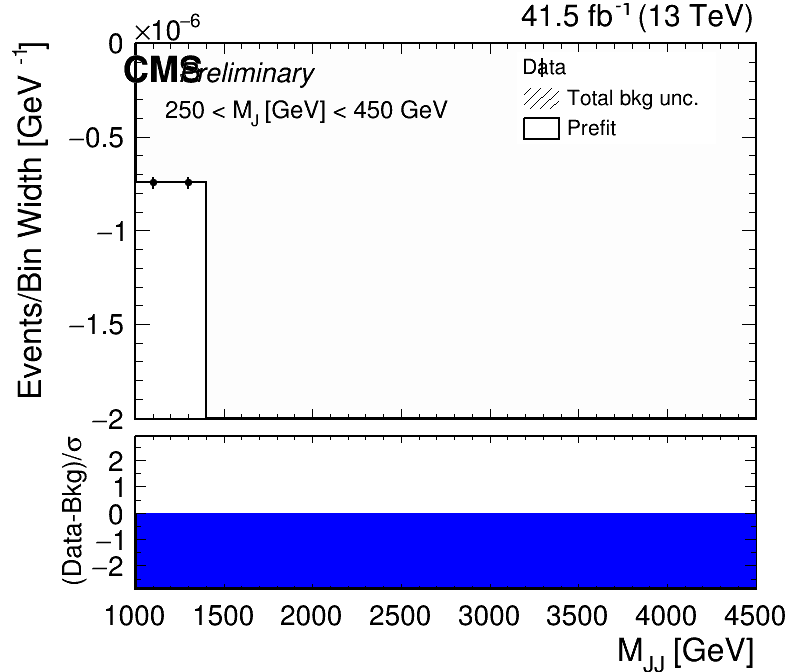 ×10⁻⁶
41.5 fb⁻¹ (13 TeV)
CMS Preliminary
250 < M_J [GeV] < 450 GeV
Data
Total bkg unc.
Prefit
Events/Bin Width [GeV⁻¹]
0
−0.5
−1
−1.5
−2
(Data-Bkg)/σ
2
1
0
−1
−2
1000 1500 2000 2500 3000 3500 4000 4500
M_JJ [GeV]